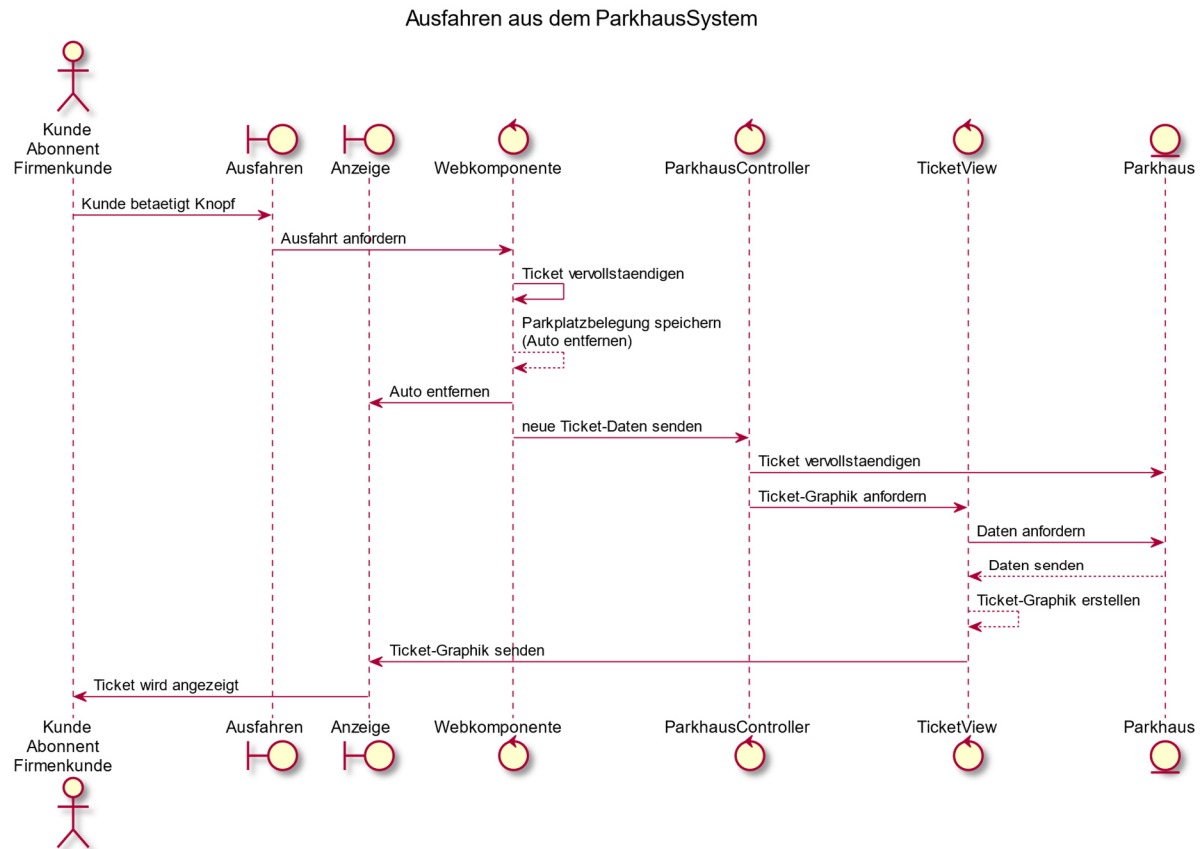 Ausfahren aus dem ParkhausSystem
Kunde
Abonnent
Firmenkunde
Ausfahren
Anzeige
Webkomponente
ParkhausController
TicketView
Parkhaus
Kunde betaetigt Knopf
Ausfahrt anfordern
Ticket vervollstaendigen
Parkplatzbelegung speichern
(Auto entfernen)
Auto entfernen
neue Ticket-Daten senden
Ticket vervollstaendigen
Ticket-Graphik anfordern
Daten anfordern
Daten senden
Ticket-Graphik erstellen
Ticket-Graphik senden
Ticket wird angezeigt
Kunde
Abonnent
Firmenkunde
Ausfahren
Anzeige
Webkomponente
ParkhausController
TicketView
Parkhaus